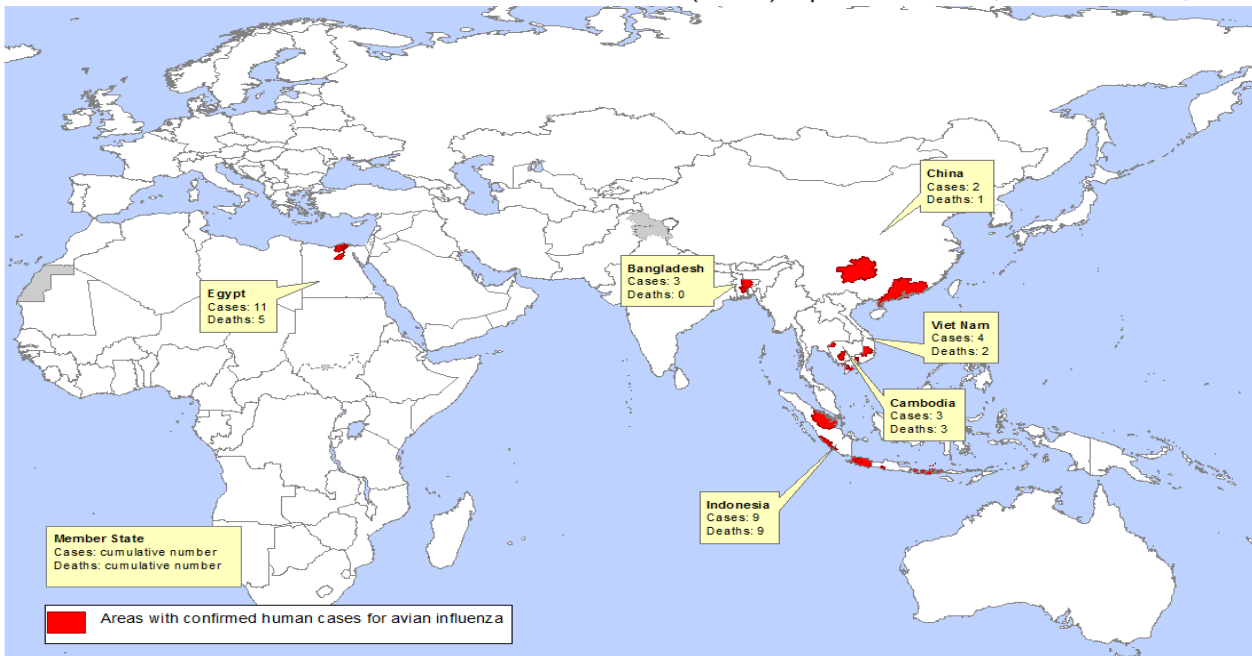 China
Cases: 2
Deaths: 1
Bangladesh
Cases: 3
Deaths: 0
Egypt
Cases: 11
Deaths: 5
Viet Nam
Cases: 4
Deaths: 2
Cambodia
Cases: 3
Deaths: 3
Indonesia
Cases: 9
Deaths: 9
Member State
Cases: cumulative number
Deaths: cumulative number
Areas with confirmed human cases for avian influenza